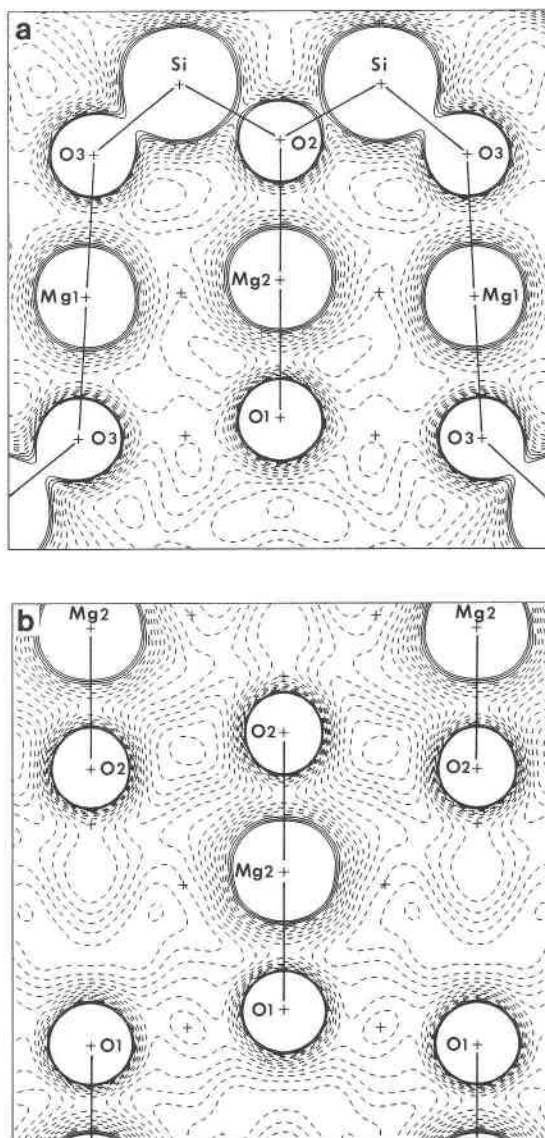 a
Si Si
O3 O2 O3
Mg1 Mg2 Mg1
O3 O1 O3
b
Mg2 Mg2
O2
O2 O2
Mg2
O1
O1 O1